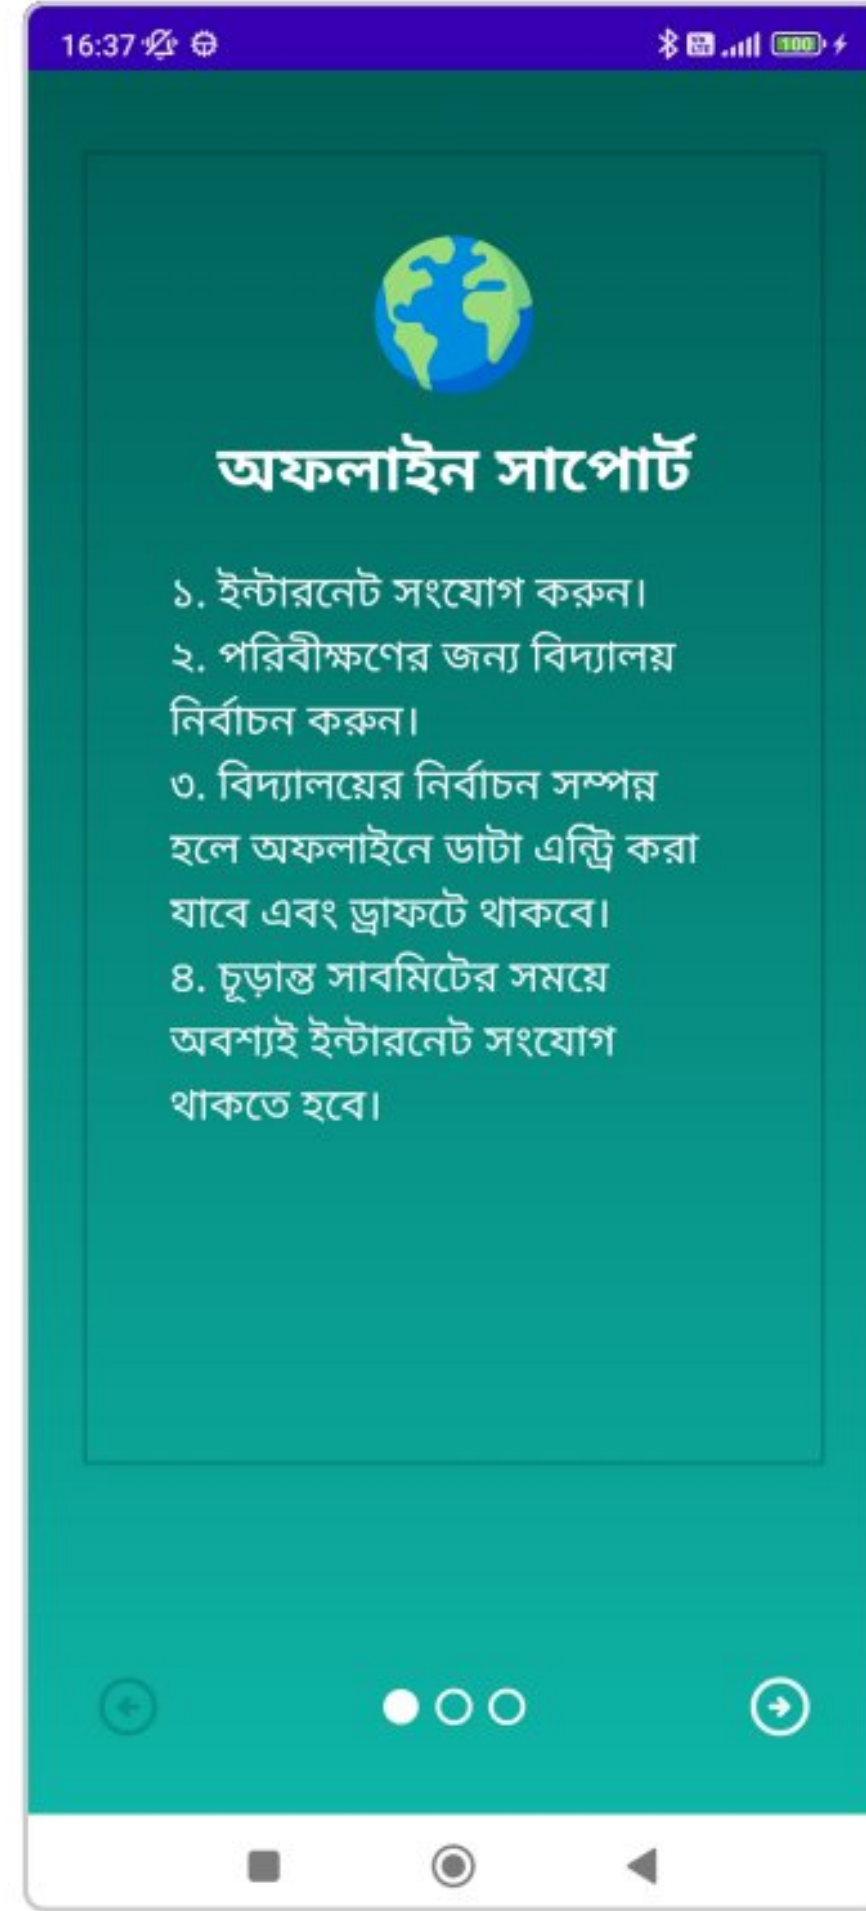 16:37
100
অফলাইন সাপোর্ট
১. ইন্টারনেট সংযোগ করুন।
২. পরিবীক্ষণের জন্য বিদ্যালয়
নির্বাচন করুন।
৩. বিদ্যালয়ের নির্বাচন সম্পন্ন
হলে অফলাইনে ডাটা এন্ট্রি করা
যাবে এবং ড্রাফটে থাকবে।
৪. চূড়ান্ত সাবমিটের সময়ে
অবশ্যই ইন্টারনেট সংযোগ
থাকতে হবে।